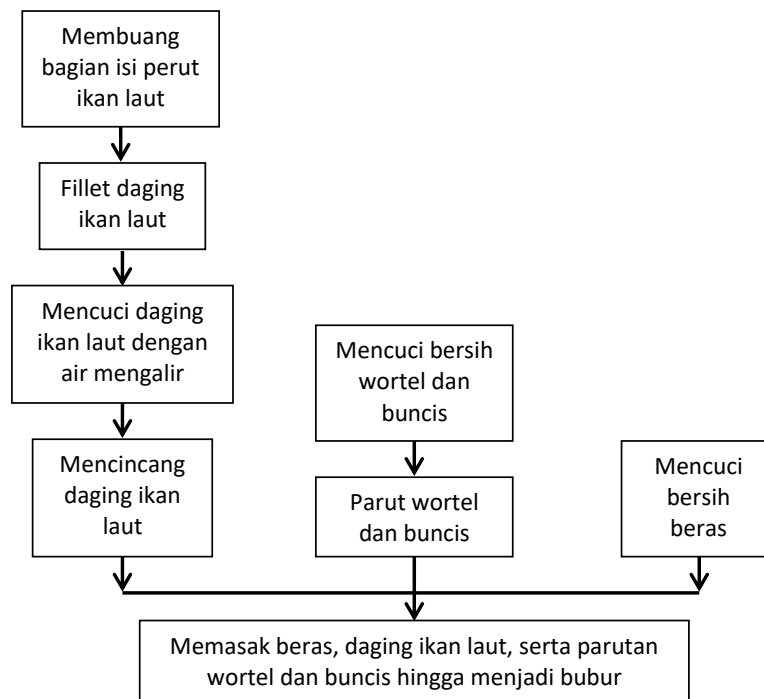 Membuang
bagian isi perut
ikan laut
Fillet daging
ikan laut
Mencuci daging
ikan laut dengan
air mengalir
Mencincang
daging ikan
laut
Mencuci bersih
wortel dan
buncis
Parut wortel
dan buncis
Mencuci
bersih
beras
Memasak beras, daging ikan laut, serta parutan
wortel dan buncis hingga menjadi bubur